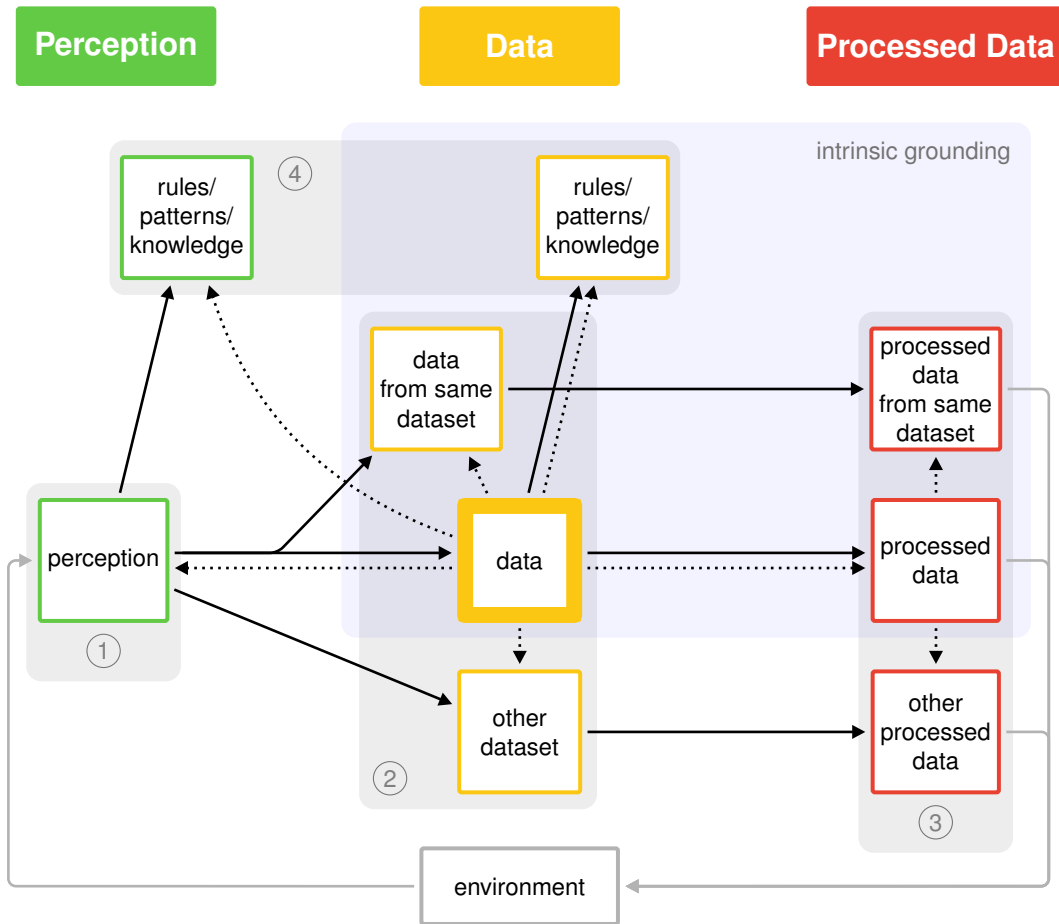 Perception
Data
Processed Data
intrinsic grounding
4
rules/
patterns/
knowledge
rules/
patterns/
knowledge
data
from same
dataset
processed
data
from same
dataset
perception
data
processed
data
1
other
dataset
other
processed
data
2
3
environment